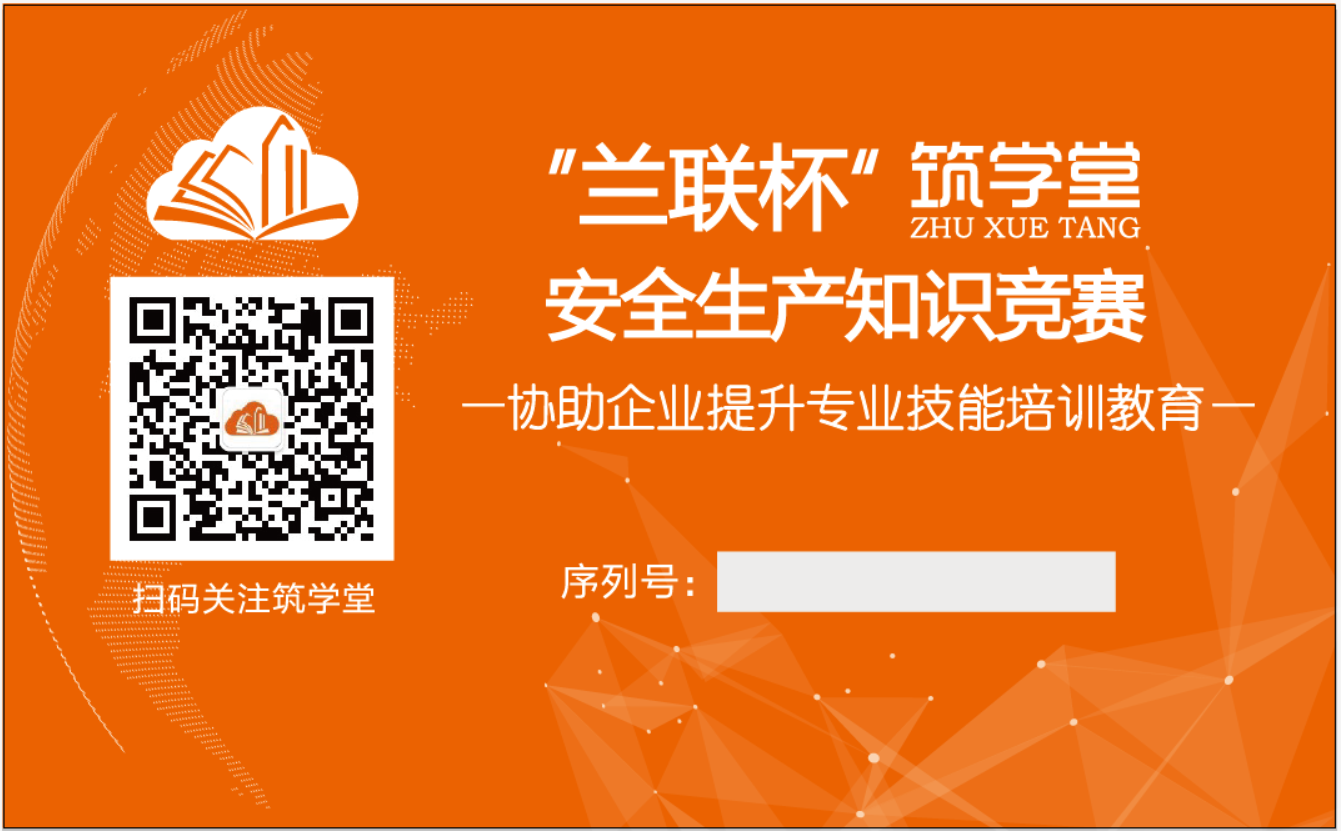 "兰联杯" 筑学堂
ZHU XUE TANG
安全生产知识竞赛
—协助企业提升专业技能培训教育—
序列号：
扫码关注筑学堂